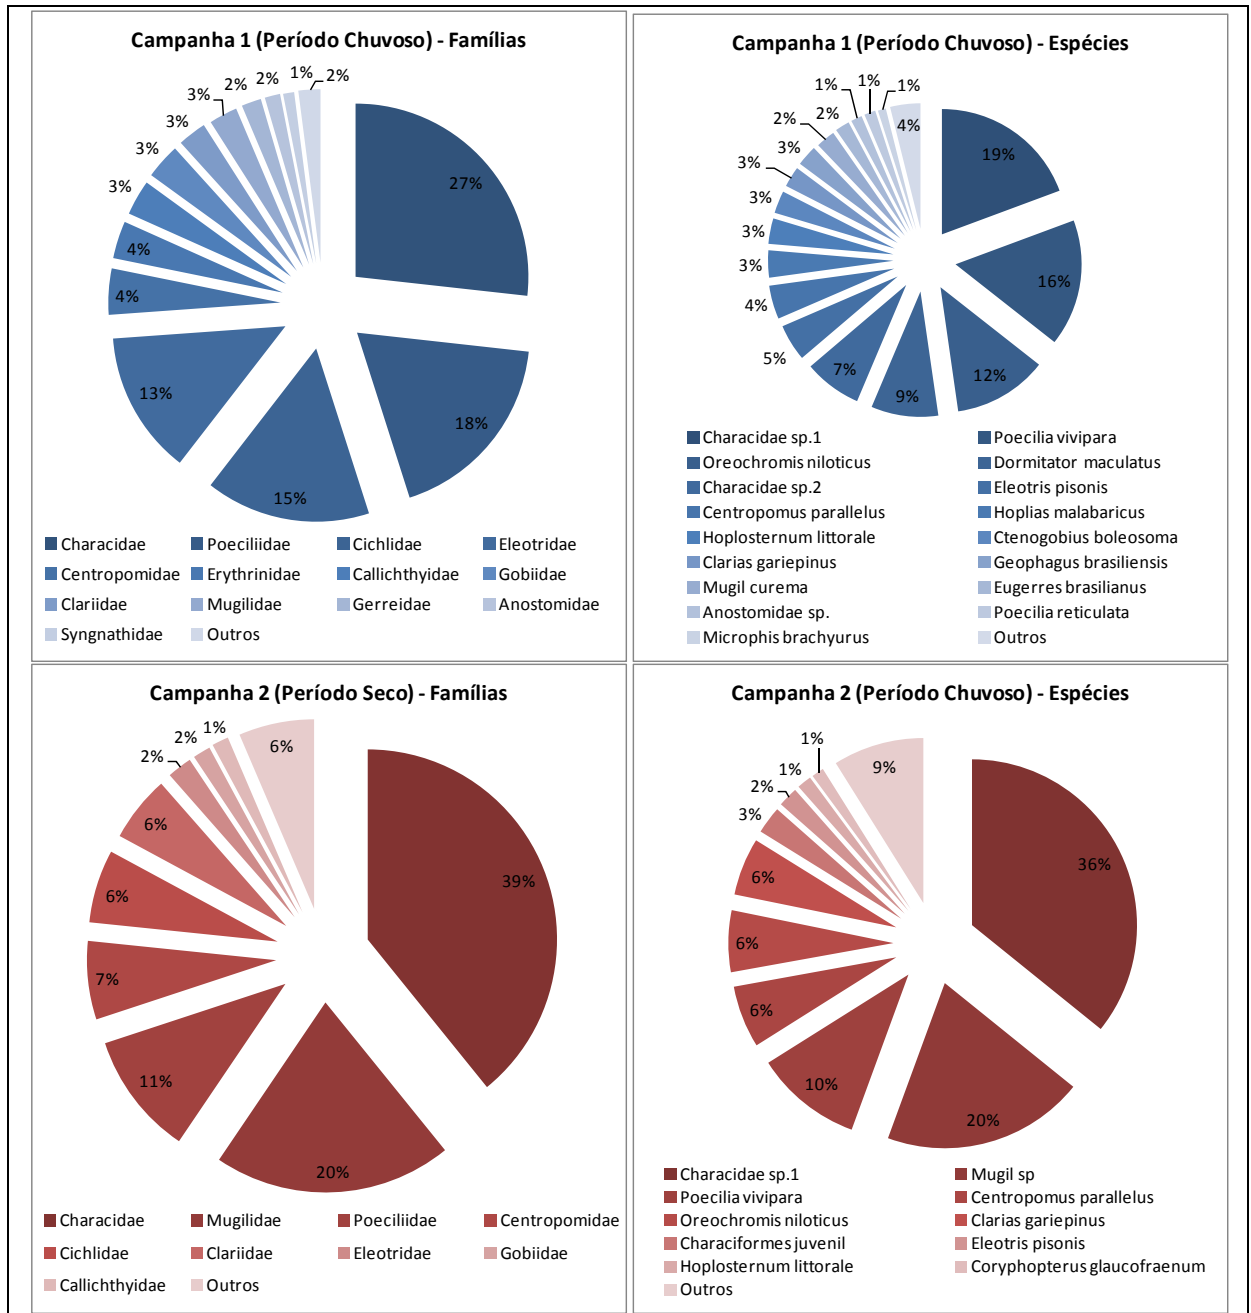 Campanha 1 (Período Chuvoso) - Famílias
27%
18%
15%
13%
4%
4%
3%
3%
3%
3%
2%
2%
1%
2%
Characidae Poeciliidae Cichlidae Eleotridae
Centropomidae Erythrinidae Callichthyidae Gobiidae
Clariidae Mugilidae Gerreidae Anostomidae
Syngnathidae Outros
Campanha 1 (Período Chuvoso) - Espécies
19%
16%
12%
9%
7%
5%
4%
3%
3%
3%
3%
3%
2%
2%
1%
1%
1%
4%
Characidae sp.1 Poecilia vivipara
Oreochromis niloticus Dormitator maculatus
Characidae sp.2 Eleotris pisonis
Centropomus parallelus Hoplias malabaricus
Hoplosternum littorale Ctenogobius boleosoma
Clarias gariepinus Geophagus brasiliensis
Mugil curema Eugerres brasilianus
Anostomidae sp. Poecilia reticulata
Microphis brachyurus Outros
Campanha 2 (Período Seco) - Famílias
39%
20%
11%
7%
6%
6%
2%
2%
1%
6%
Characidae Mugilidae Poeciliidae Centropomidae
Cichlidae Clariidae Eleotridae Gobiidae
Callichthyidae Outros
Campanha 2 (Período Chuvoso) - Espécies
36%
20%
10%
6%
6%
6%
3%
2%
1%
1%
9%
Characidae sp.1 Mugil sp
Poecilia vivipara Centropomus parallelus
Oreochromis niloticus Clarias gariepinus
Characiformes juvenil Eleotris pisonis
Hoplosternum littorale Coryphopterus glaucofraenum
Outros